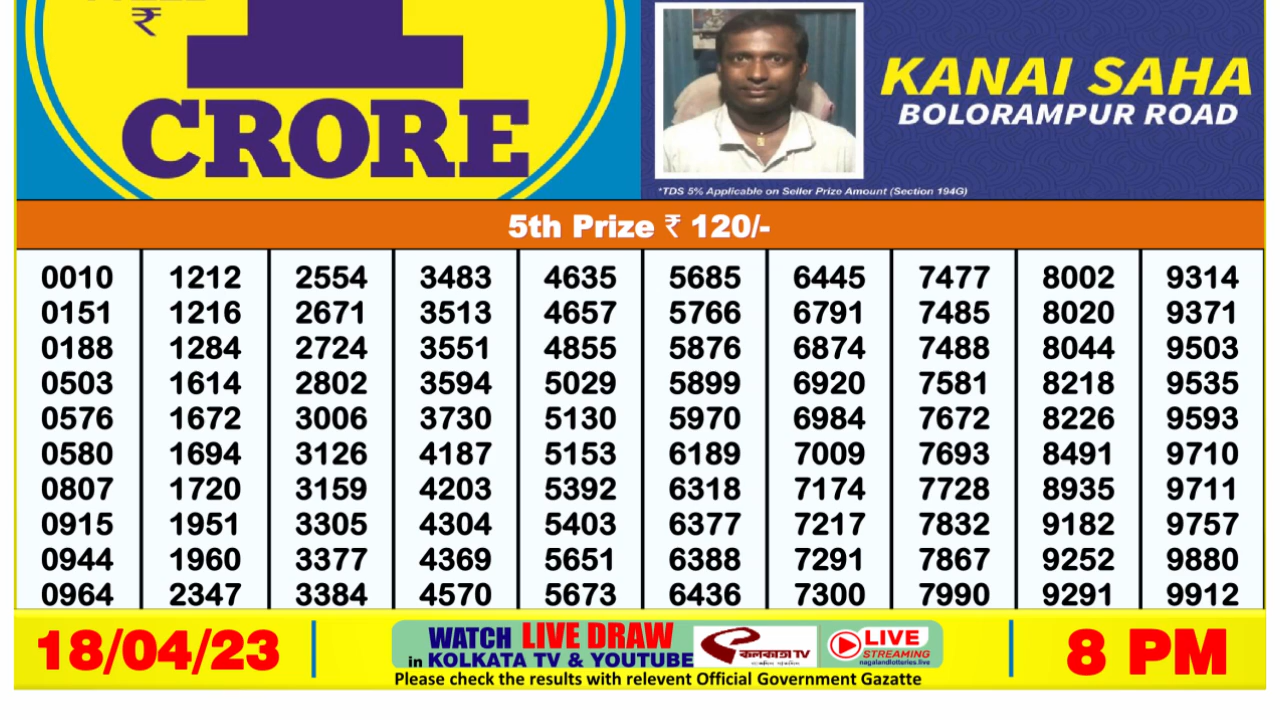 ₹
1
CRORE
KANAI SAHA
BOLORAMPUR ROAD
*TDS 5% Applicable on Seller Prize Amount (Section 194G)
5th Prize ₹ 120/-
0010 1212 2554 3483 4635 5685 6445 7477 8002 9314
0151 1216 2671 3513 4657 5766 6791 7485 8020 9371
0188 1284 2724 3551 4855 5876 6874 7488 8044 9503
0503 1614 2802 3594 5029 5899 6920 7581 8218 9535
0576 1672 3006 3730 5130 5970 6984 7672 8226 9593
0580 1694 3126 4187 5153 6189 7009 7693 8491 9710
0807 1720 3159 4203 5392 6318 7174 7728 8935 9711
0915 1951 3305 4304 5403 6377 7217 7832 9182 9757
0944 1960 3377 4369 5651 6388 7291 7867 9252 9880
0964 2347 3384 4570 5673 6436 7300 7990 9291 9912
18/04/23
WATCH LIVE DRAW
in KOLKATA TV & YOUTUBE
কলকাতা TV
LIVE
STREAMING
nagalandlotteries.live
8 PM
Please check the results with relevent Official Government Gazatte